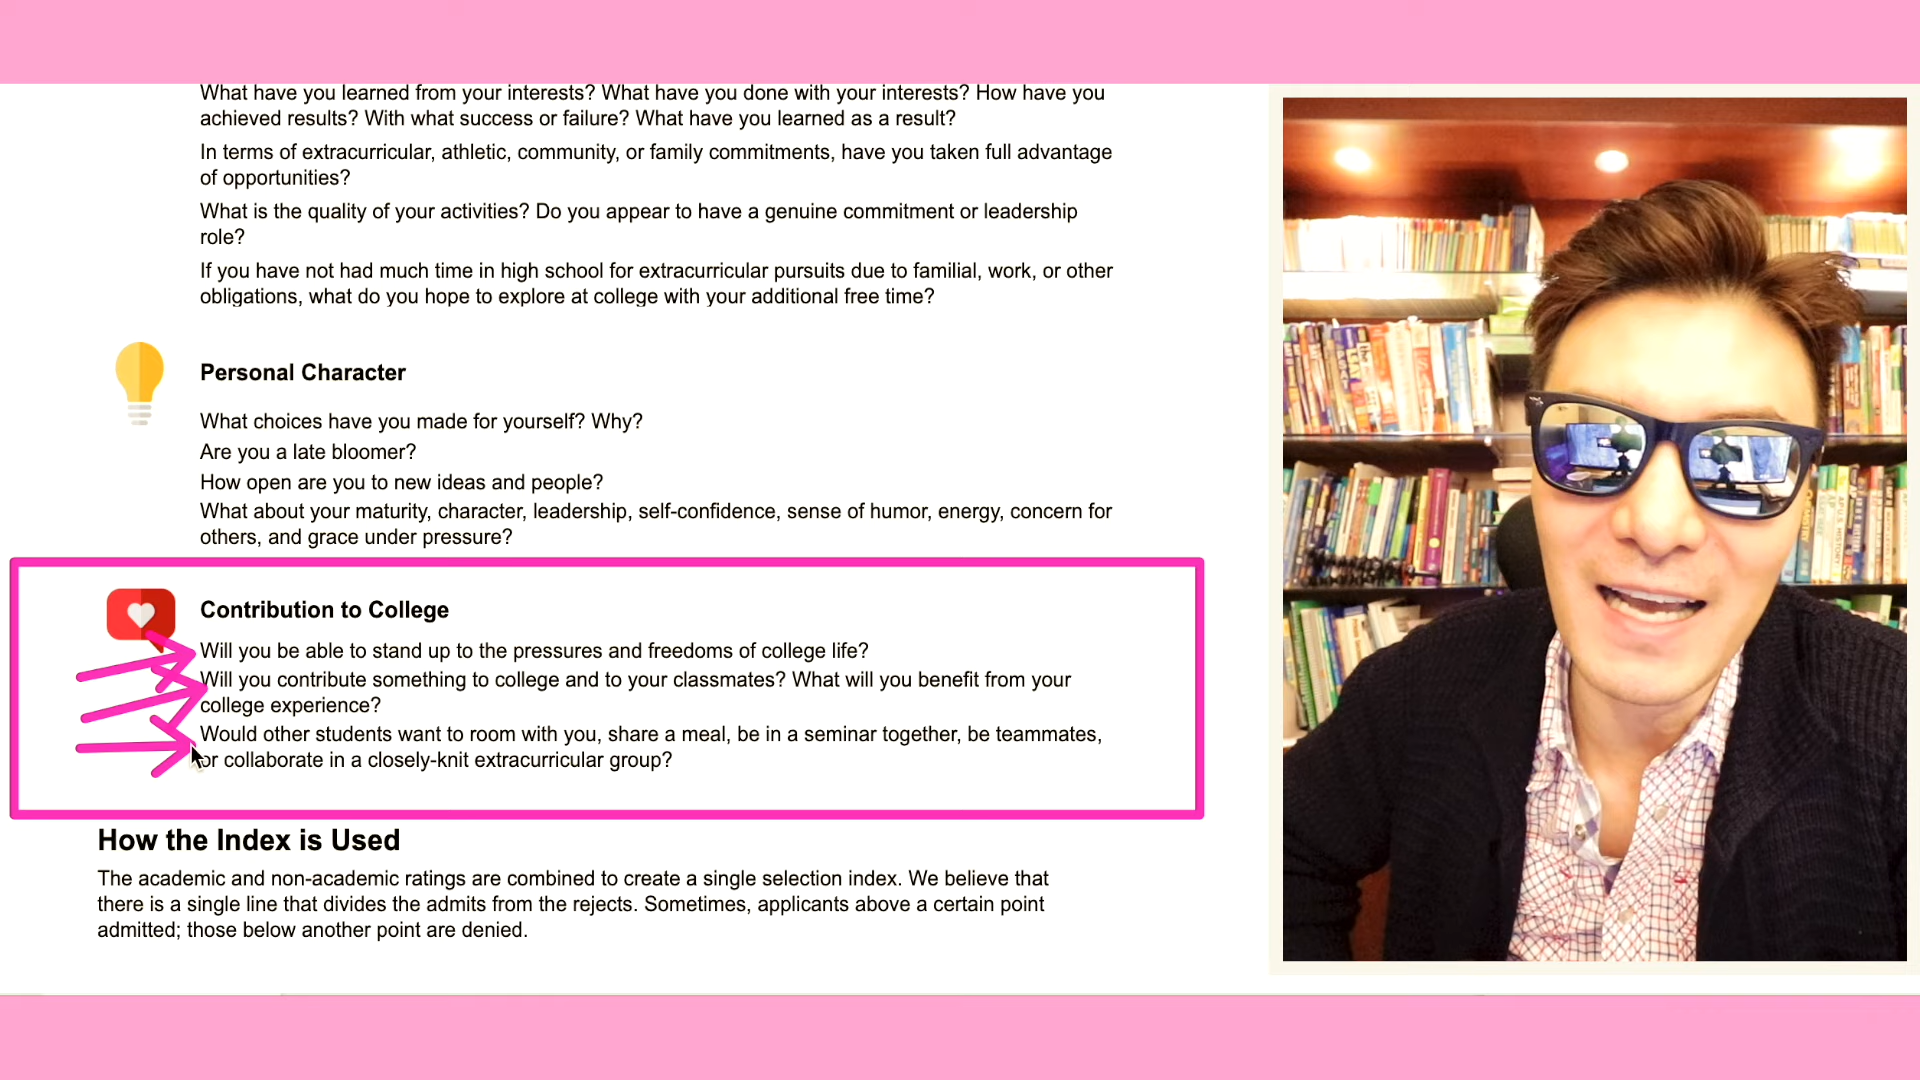 What have you learned from your interests? What have you done with your interests? How have you
achieved results? With what success or failure? What have you learned as a result?
In terms of extracurricular, athletic, community, or family commitments, have you taken full advantage
of opportunities?
What is the quality of your activities? Do you appear to have a genuine commitment or leadership
role?
If you have not had much time in high school for extracurricular pursuits due to familial, work, or other
obligations, what do you hope to explore at college with your additional free time?
Personal Character
What choices have you made for yourself? Why?
Are you a late bloomer?
How open are you to new ideas and people?
What about your maturity, character, leadership, self-confidence, sense of humor, energy, concern for
others, and grace under pressure?
Contribution to College
Will you be able to stand up to the pressures and freedoms of college life?
Will you contribute something to college and to your classmates? What will you benefit from your
college experience?
Would other students want to room with you, share a meal, be in a seminar together, be teammates,
or collaborate in a closely-knit extracurricular group?
How the Index is Used
The academic and non-academic ratings are combined to create a single selection index. We believe that
there is a single line that divides the admits from the rejects. Sometimes, applicants above a certain point
admitted; those below another point are denied.